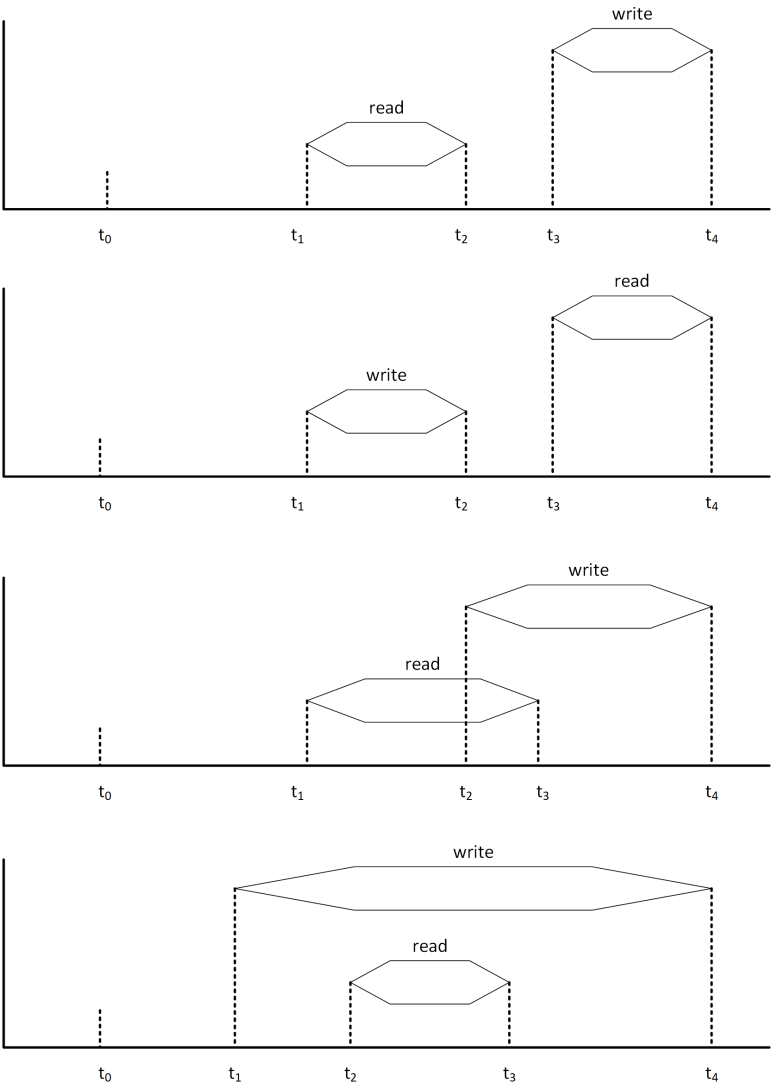 write
read
t₀ t₁ t₂ t₃ t₄
read
write
t₀ t₁ t₂ t₃ t₄
write
read
t₀ t₁ t₂ t₃ t₄
write
read
t₀ t₁ t₂ t₃ t₄